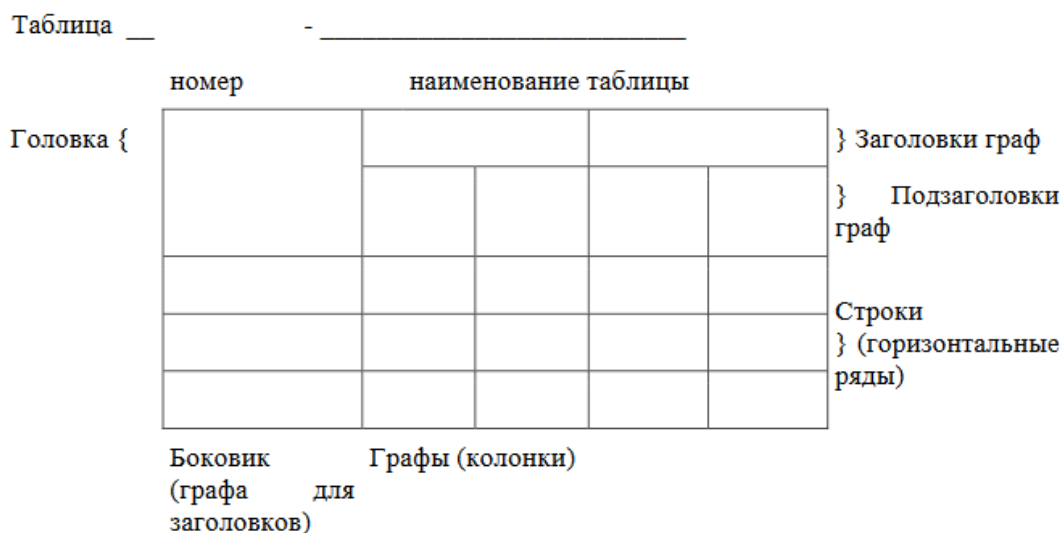 Таблица __ - __________________________
номер наименование таблицы
Головка {
} Заголовки граф
} Подзаголовки
граф
Строки
} (горизонтальные
ряды)
Боковик Графы (колонки)
(графа для
заголовков)